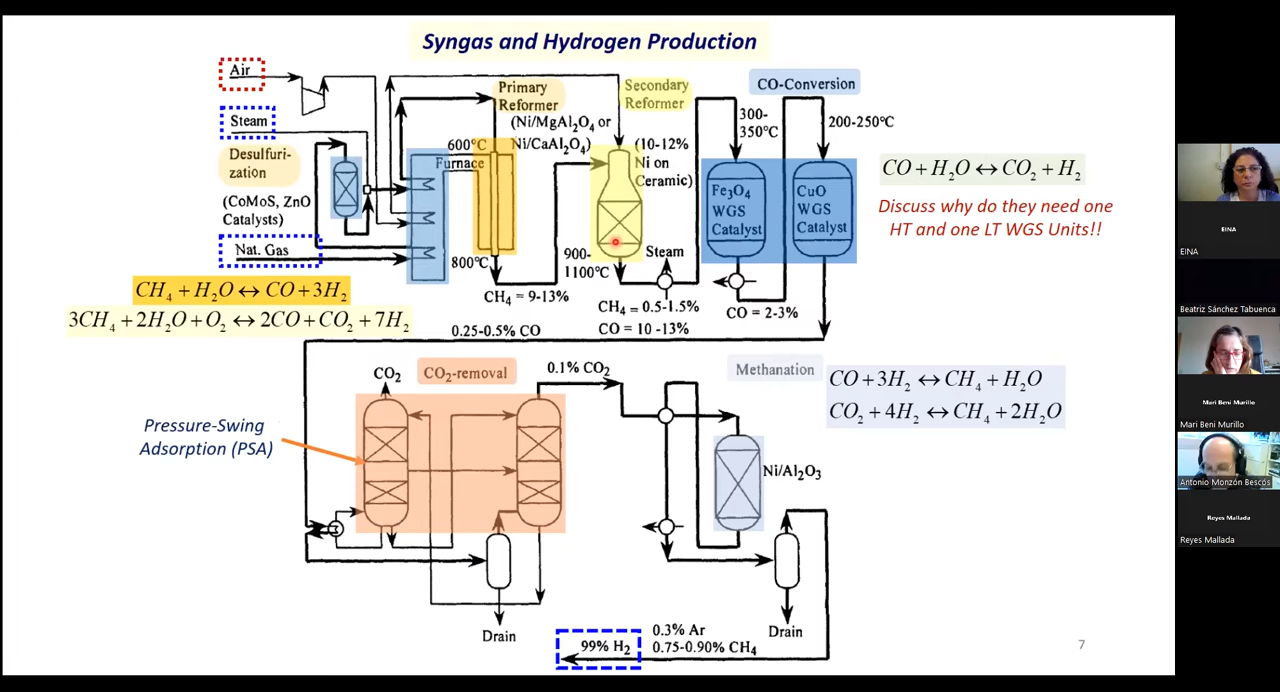 Syngas and Hydrogen Production
Air
Steam
Desulfuri-
zation
(CoMoS, ZnO
Catalysts)
Nat. Gas
Primary
Reformer
(Ni/MgAl₂O₄ or
Ni/CaAl₂O₄)
600°C
Furnace
800°C
CH₄ = 9-13%
Secondary
Reformer
(10-12%
Ni on
Ceramic)
900-
1100°C
Steam
CH₄ = 0.5-1.5%
CO = 10 -13%
CO-Conversion
300-
350°C
200-250°C
Fe₃O₄
WGS
Catalyst
CuO
WGS
Catalyst
CO = 2-3%
CO + H₂O ↔ CO₂ + H₂
Discuss why do they need one
HT and one LT WGS Units!!
CH₄ + H₂O ↔ CO + 3H₂
3CH₄ + 2H₂O + O₂ ↔ 2CO + CO₂ + 7H₂
0.25-0.5% CO
CO₂
CO₂-removal
0.1% CO₂
Methanation
CO + 3H₂ ↔ CH₄ + H₂O
CO₂ + 4H₂ ↔ CH₄ + 2H₂O
Pressure-Swing
Adsorption (PSA)
Ni/Al₂O₃
Drain
Drain
99% H₂
0.3% Ar
0.75-0.90% CH₄
7
EINA
EINA
Beatriz Sánchez Tabuenca
Mari Beni Murillo
Mari Beni Murillo
Antonio Monzón Bescós
Reyes Mallada
Reyes Mallada